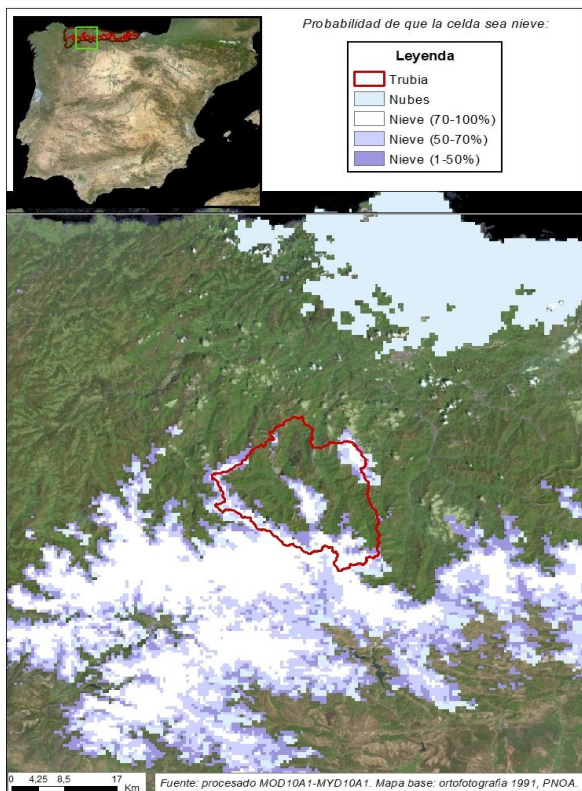 Probabilidad de que la celda sea nieve:
Leyenda
Trubia
Nubes
Nieve (70-100%)
Nieve (50-70%)
Nieve (1-50%)
0 4,25 8,5 17
Km
Fuente: procesado MOD10A1-MYD10A1. Mapa base: ortofotografia 1991, PNOA.